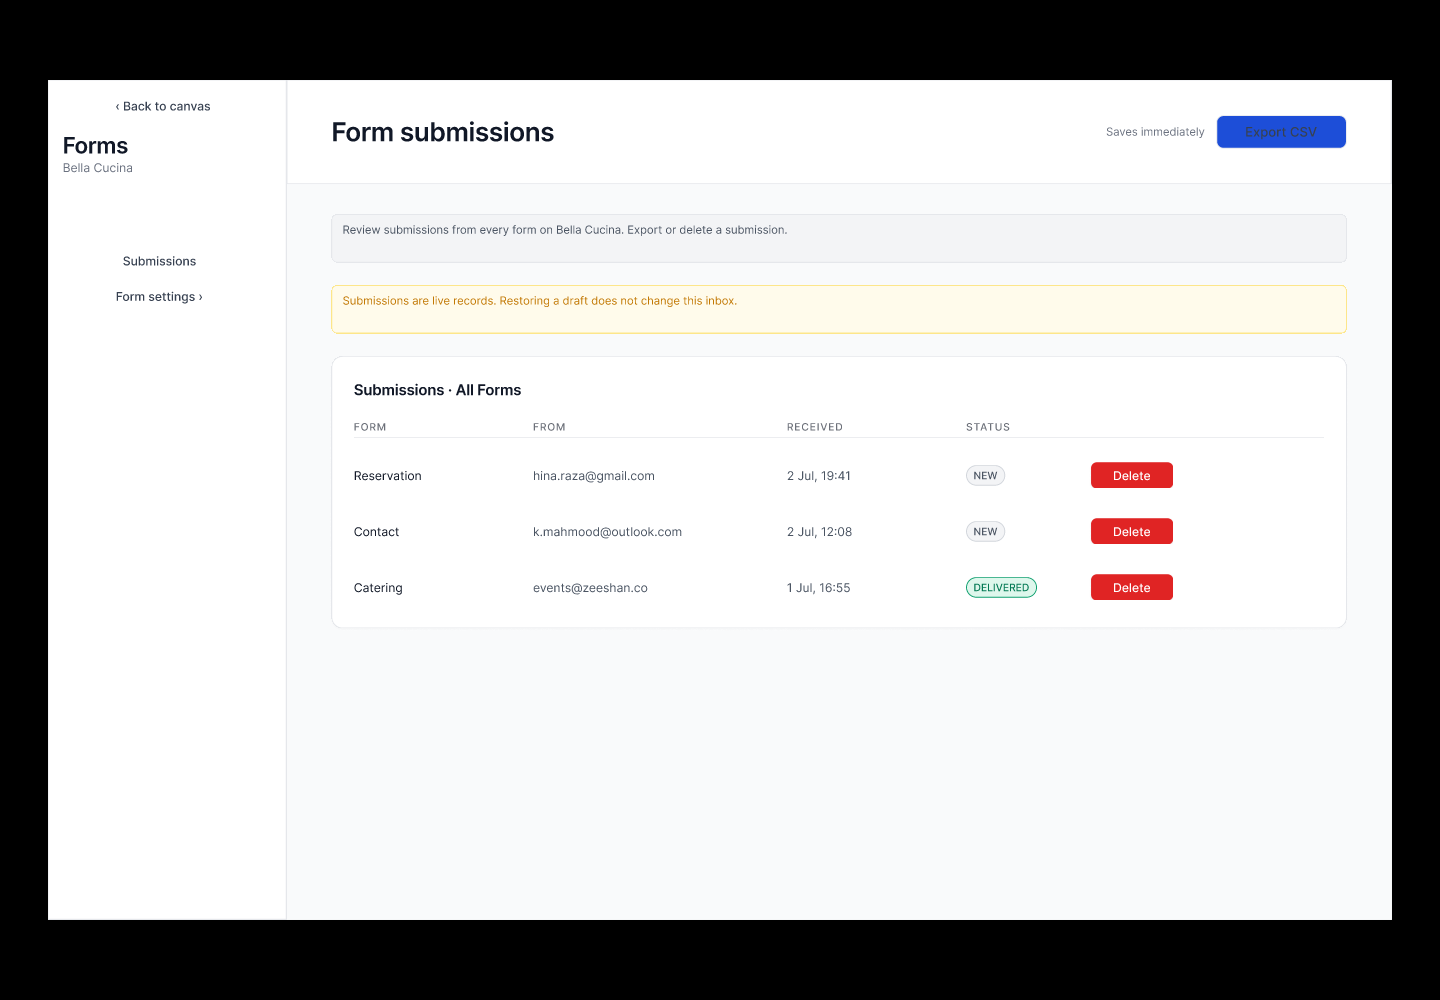 ‹ Back to canvas
Forms
Bella Cucina
Submissions
Form settings ›
Form submissions
Saves immediately
Export CSV
Review submissions from every form on Bella Cucina. Export or delete a submission.
Submissions are live records. Restoring a draft does not change this inbox.
Submissions · All Forms
FORM FROM RECEIVED STATUS
Reservation hina.raza@gmail.com 2 Jul, 19:41 NEW Delete
Contact k.mahmood@outlook.com 2 Jul, 12:08 NEW Delete
Catering events@zeeshan.co 1 Jul, 16:55 DELIVERED Delete